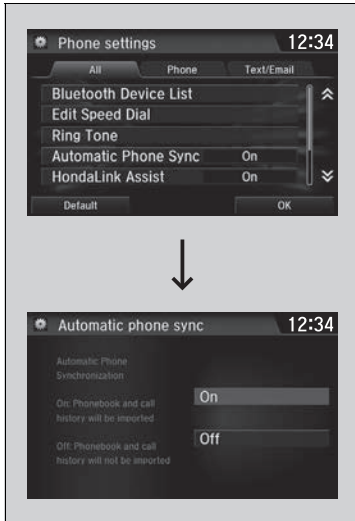 Phone settings 12:34
All Phone Text/Email
Bluetooth Device List
Edit Speed Dial
Ring Tone
Automatic Phone Sync On
HondaLink Assist On
Default OK
Automatic phone sync 12:34
Automatic Phone
Synchronization
On: Phonebook and call
history will be imported
Off: Phonebook and call
history will not be imported
On
Off